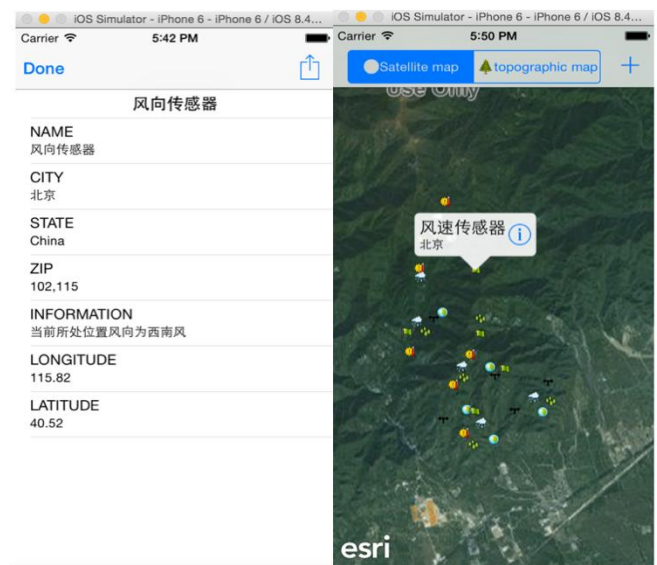 iOS Simulator - iPhone 6 - iPhone 6 / iOS 8.4...
Carrier 5:42 PM
Done
风向传感器
NAME
风向传感器
CITY
北京
STATE
China
ZIP
102,115
INFORMATION
当前所处位置风向为西南风
LONGITUDE
115.82
LATITUDE
40.52
iOS Simulator - iPhone 6 - iPhone 6 / iOS 8.4...
Carrier 5:50 PM
Satellite map topographic map +
Use Only
风速传感器
北京
esri